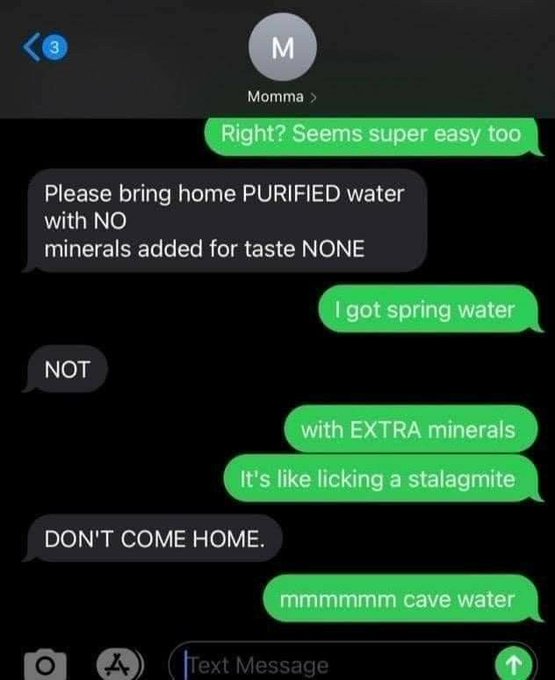 3
M
Momma >
Right? Seems super easy too
Please bring home PURIFIED water
with NO
minerals added for taste NONE
I got spring water
NOT
with EXTRA minerals
It's like licking a stalagmite
DON'T COME HOME.
mmmmmm cave water
Text Message